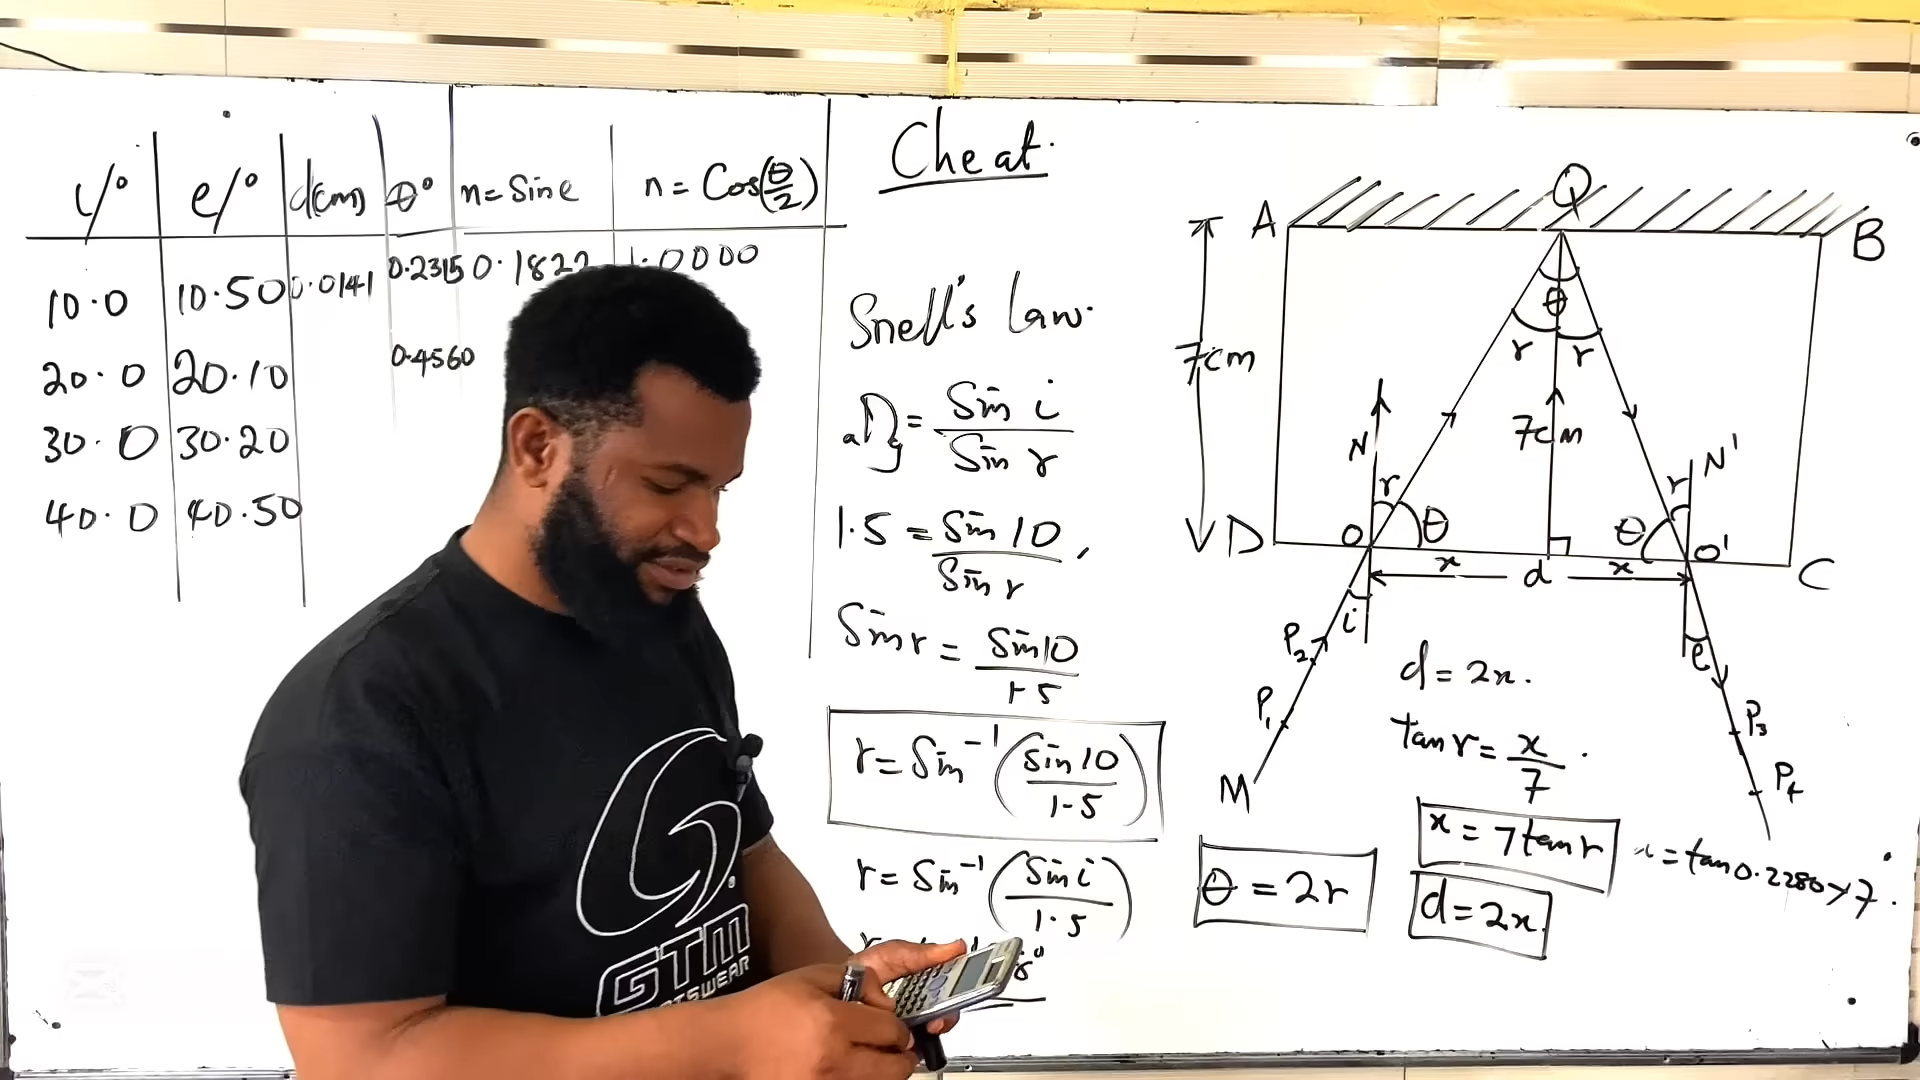 i/° e/° d(cm) θ° m=Sin e n = Cos(θ/2)
10.0 10.50 0.0141 0.2315 0.1822 1.0000
20.0 20.10 0.4560
30.0 30.20
40.0 40.50
Cheat.
Snell's law.
aηg = Sin i / Sin r
1.5 = Sin 10 / Sin r,
Sin r = Sin 10 / 1.5
r = Sin⁻¹ (Sin 10 / 1.5)
r = Sin⁻¹ (Sin i / 1.5)
Q
A B
7cm
θ
r r
7cm
N N'
r r
V D O θ θ O' C
x d x
i e
P2
P1
M
P3
P4
d = 2x.
tan r = x / 7.
x = 7 tan r
x = tan 0.2280 × 7.
θ = 2r
d = 2x
GTM